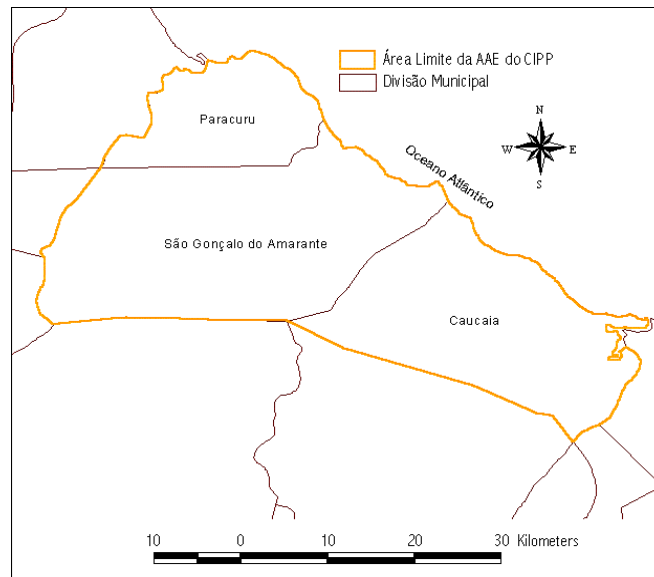 Área Limite da AAE do CIPP
Divisão Municipal
Paracuru
Oceano Atlântico
N
W
E
S
São Gonçalo do Amarante
Caucaia
10 0 10 20 30 Kilometers